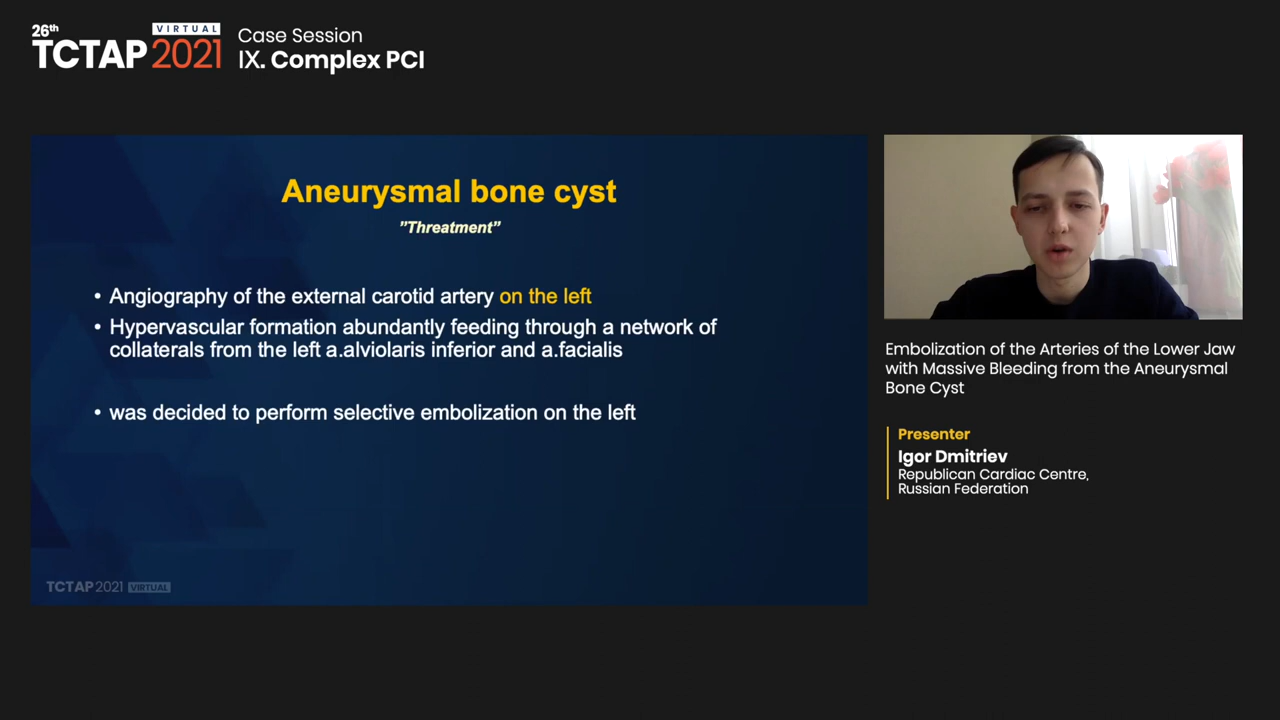 26th
VIRTUAL
TCTAP 2021
Case Session
IX. Complex PCI
Aneurysmal bone cyst
"Threatment"
• Angiography of the external carotid artery on the left
• Hypervascular formation abundantly feeding through a network of
collaterals from the left a.alviolaris inferior and a.facialis
• was decided to perform selective embolization on the left
TCTAP 2021 VIRTUAL
Embolization of the Arteries of the Lower Jaw
with Massive Bleeding from the Aneurysmal
Bone Cyst
Presenter
Igor Dmitriev
Republican Cardiac Centre,
Russian Federation